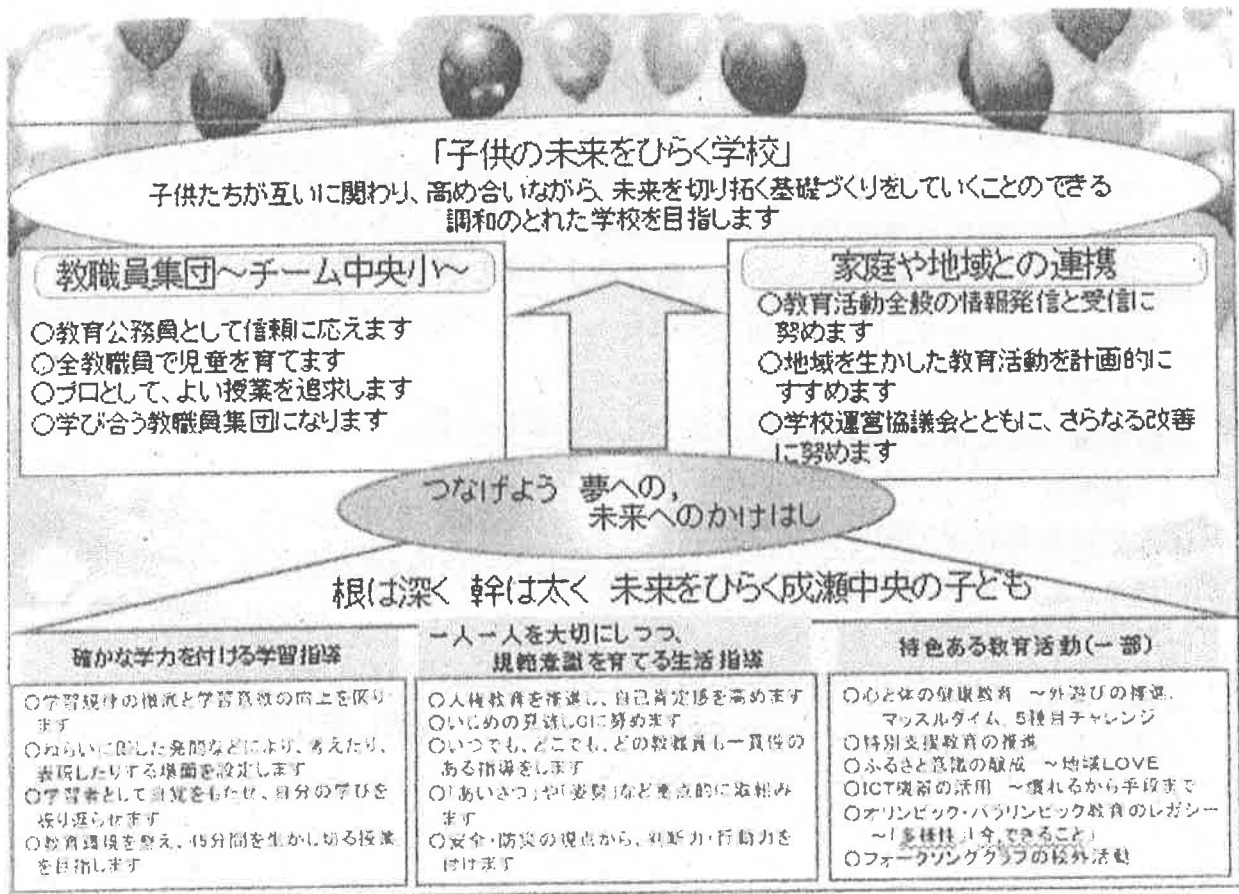 「子供の未来をひらく学校」
子供たちが互いに関わり、高め合いながら、未来を切り拓く基礎づくりをしていくことのできる
調和のとれた学校を目指します
教職員集団～チーム中央小～
○教育公務員として信頼に応えます
○全教職員で児童を育てます
○プロとして、よい授業を追求します
○学び合う教職員集団になります
家庭や地域との連携
○教育活動全般の情報発信と受信に
努めます
○地域を生かした教育活動を計画的に
すすめます
○学校運営協議会とともに、さらなる改善
に努めます
つなげよう 夢への,
未来へのかけはし
根は深く 幹は太く 未来をひらく成瀬中央の子ども
確かな学力を付ける学習指導
○学習規律の徹底と学習意欲の向上を図り
ます
○ねらいに即した発問などにより、考えたり、
表現したりする場面を設定します
○学習者として自覚をもたせ、自分の学びを
振り返らせます
○教育環境を整え、45分間を生かし切る授業
を目指します
一人一人を大切にしつつ、
規範意識を育てる生活指導
○人権教育を推進し、自己肯定感を高めます
○いじめの見逃し0に努めます
○いつでも、どこでも、どの教職員も一貫性の
ある指導をします
○「あいさつ」や「姿勢」など重点的に取組み
ます
○安全・防災の視点から、判断力・行動力を
付けます
特色ある教育活動(一部)
○心と体の健康教育 ～外遊びの推進、
マッスルタイム、5種目チャレンジ
○特別支援教育の推進
○ふるさと意識の醸成 ～地域LOVE
○ICT機器の活用 ～慣れるから手段まで
○オリンピック・パラリンピック教育のレガシー
～「多様性」「今、できること」
○フォークソングクラブの校外活動